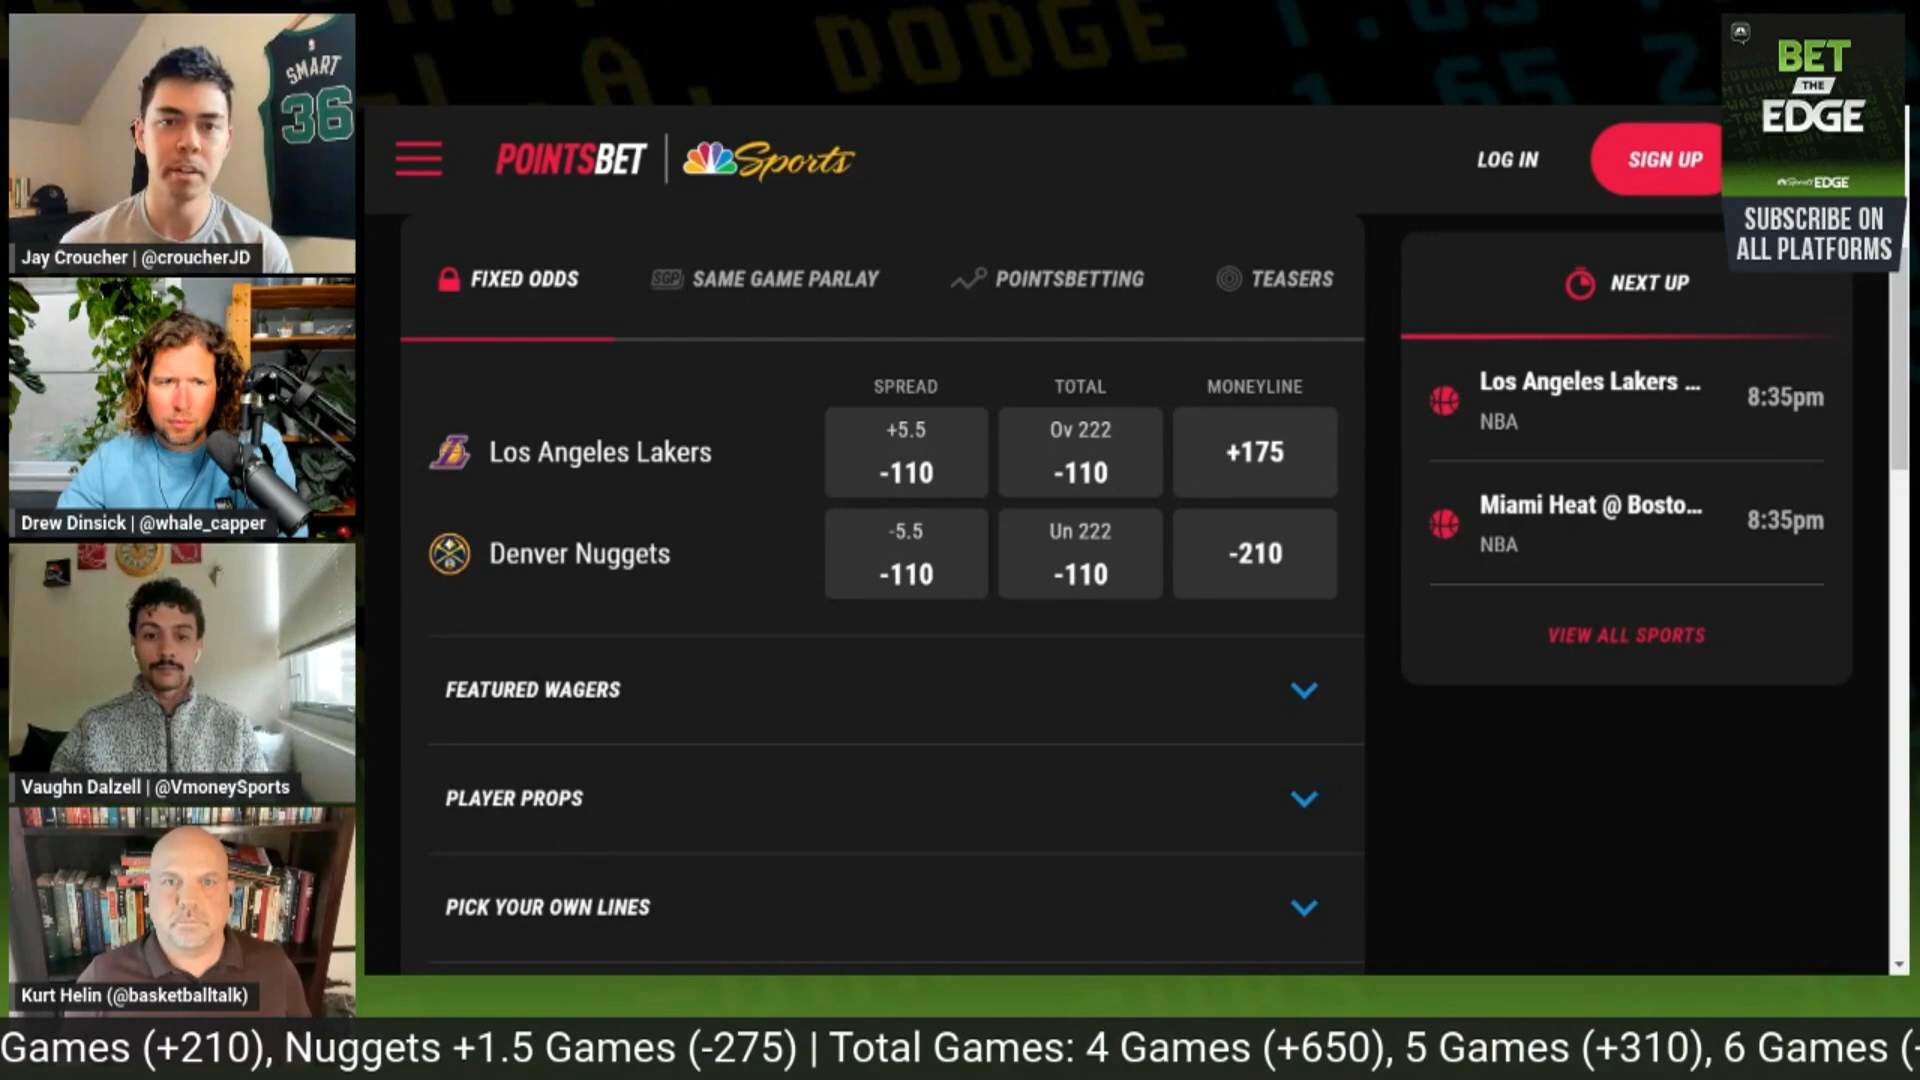 L.A. DODGE
SMART
36
Jay Croucher | @croucherJD
Drew Dinsick | @whale_capper
Vaughn Dalzell | @VmoneySports
Kurt Helin (@basketballtalk)
POINTSBET | Sports
LOG IN
SIGN UP
BET
THE
EDGE
Sports EDGE
SUBSCRIBE ON
ALL PLATFORMS
FIXED ODDS
SGP SAME GAME PARLAY
POINTSBETTING
TEASERS
SPREAD TOTAL MONEYLINE
Los Angeles Lakers
+5.5
-110
Ov 222
-110
+175
Denver Nuggets
-5.5
-110
Un 222
-110
-210
FEATURED WAGERS
PLAYER PROPS
PICK YOUR OWN LINES
NEXT UP
Los Angeles Lakers ...
NBA
8:35pm
Miami Heat @ Bosto...
NBA
8:35pm
VIEW ALL SPORTS
Games (+210), Nuggets +1.5 Games (-275) | Total Games: 4 Games (+650), 5 Games (+310), 6 Games (-